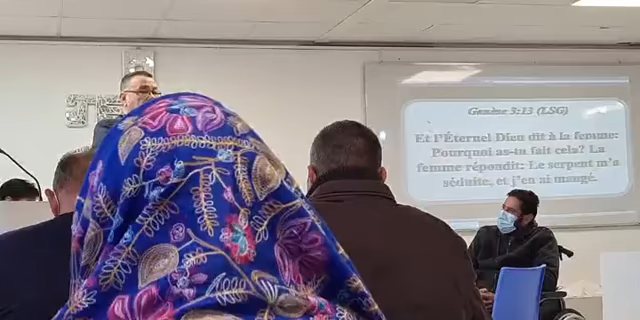 TE
Genèse 3:13 (LSG)
Et l'Éternel Dieu dit à la femme:
Pourquoi as-tu fait cela? La
femme répondit: Le serpent m'a
séduite, et j'en ai mangé.